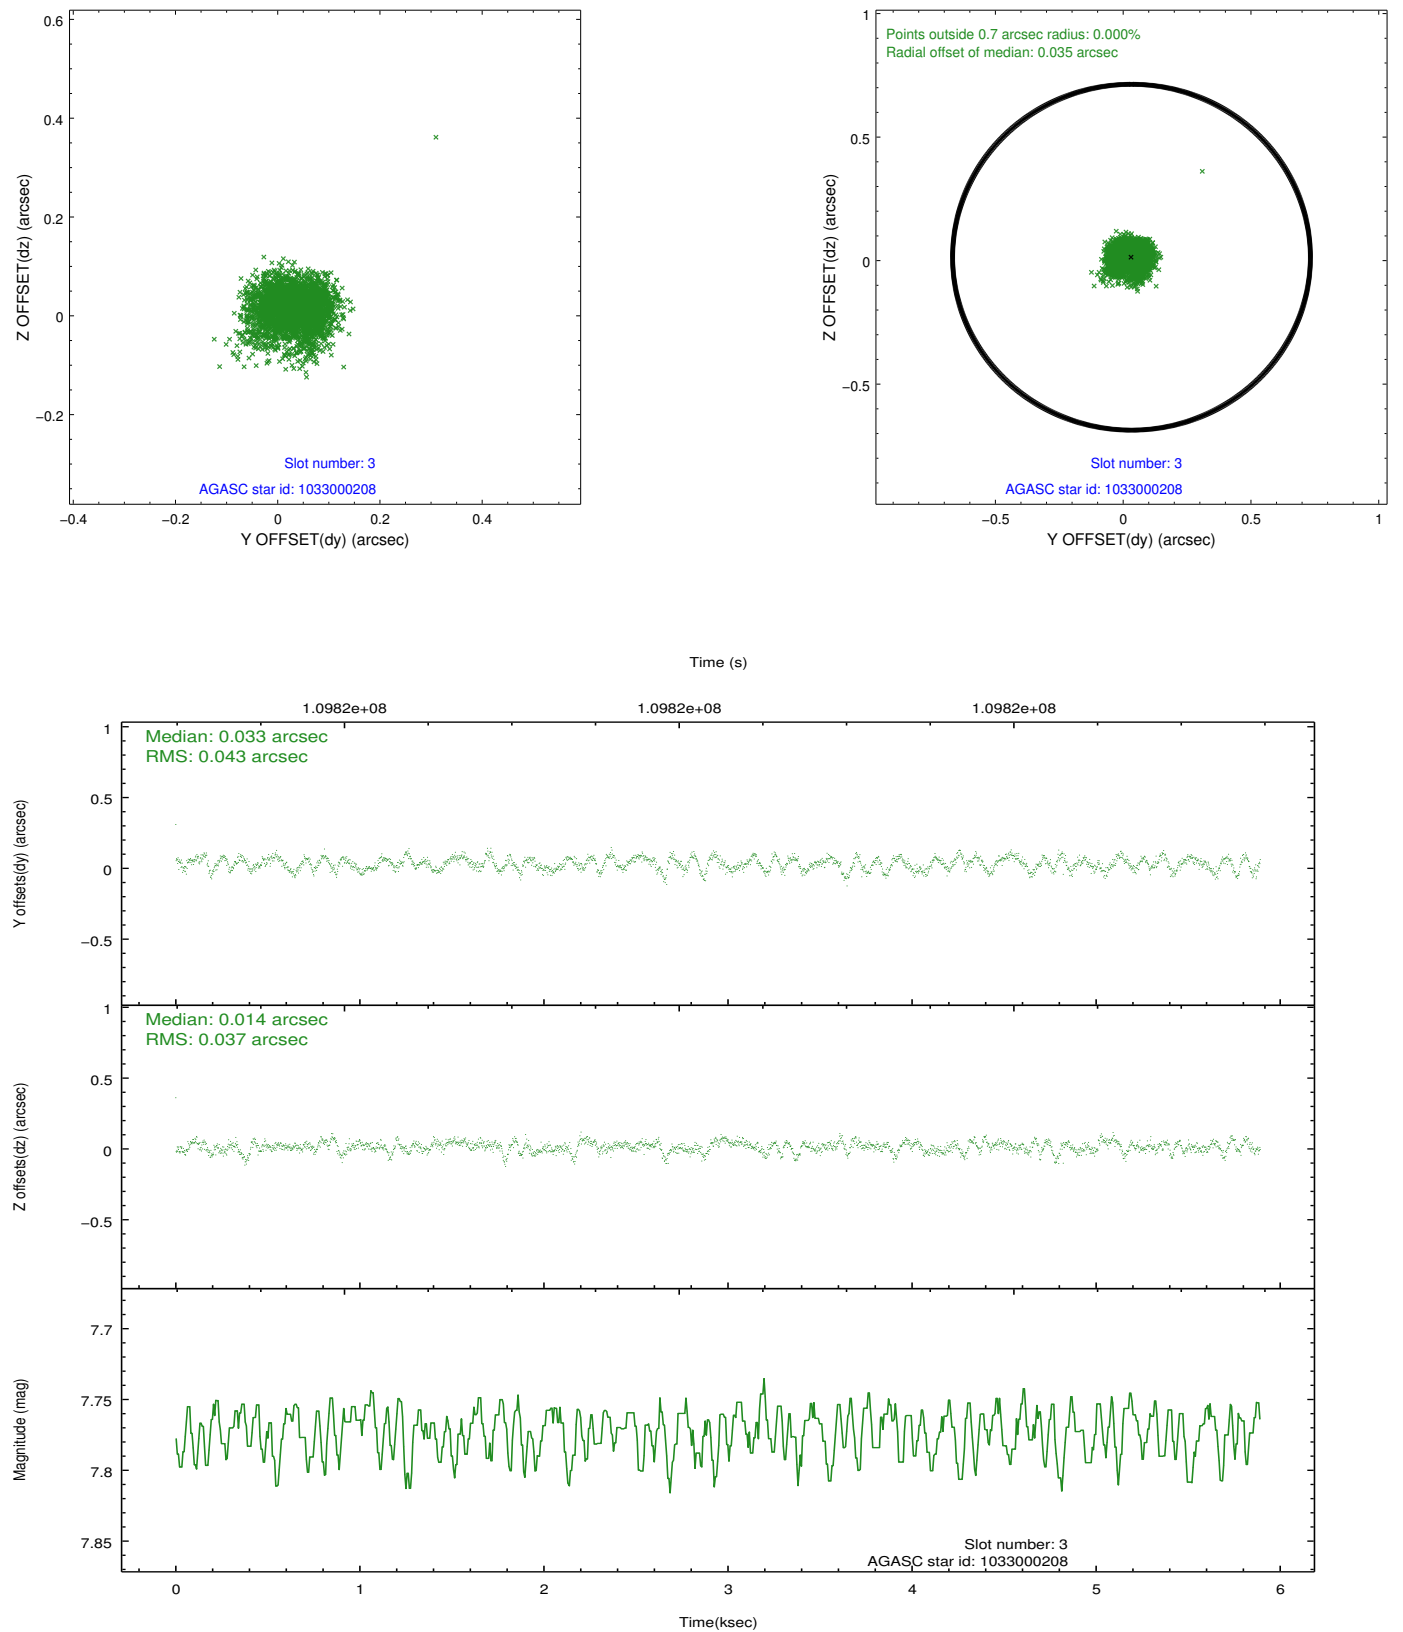 0.6
0.4
0.2
0
−0.2
−0.4
−0.2
0
0.2
0.4
Z OFFSET(dz) (arcsec)
Y OFFSET(dy) (arcsec)
Slot number: 3
AGASC star id: 1033000208
Points outside 0.7 arcsec radius: 0.000%
Radial offset of median: 0.035 arcsec
1
0.5
0
−0.5
−0.5
0
0.5
1
Z OFFSET(dz) (arcsec)
Y OFFSET(dy) (arcsec)
Slot number: 3
AGASC star id: 1033000208
Time (s)
1.0982e+08
1.0982e+08
1.0982e+08
Median: 0.033 arcsec
RMS: 0.043 arcsec
1
0.5
0
−0.5
Y offsets(dy) (arcsec)
Median: 0.014 arcsec
RMS: 0.037 arcsec
1
0.5
0
−0.5
Z offsets(dz) (arcsec)
7.7
7.75
7.8
7.85
Magnitude (mag)
Slot number: 3
AGASC star id: 1033000208
0
1
2
3
4
5
6
Time(ksec)